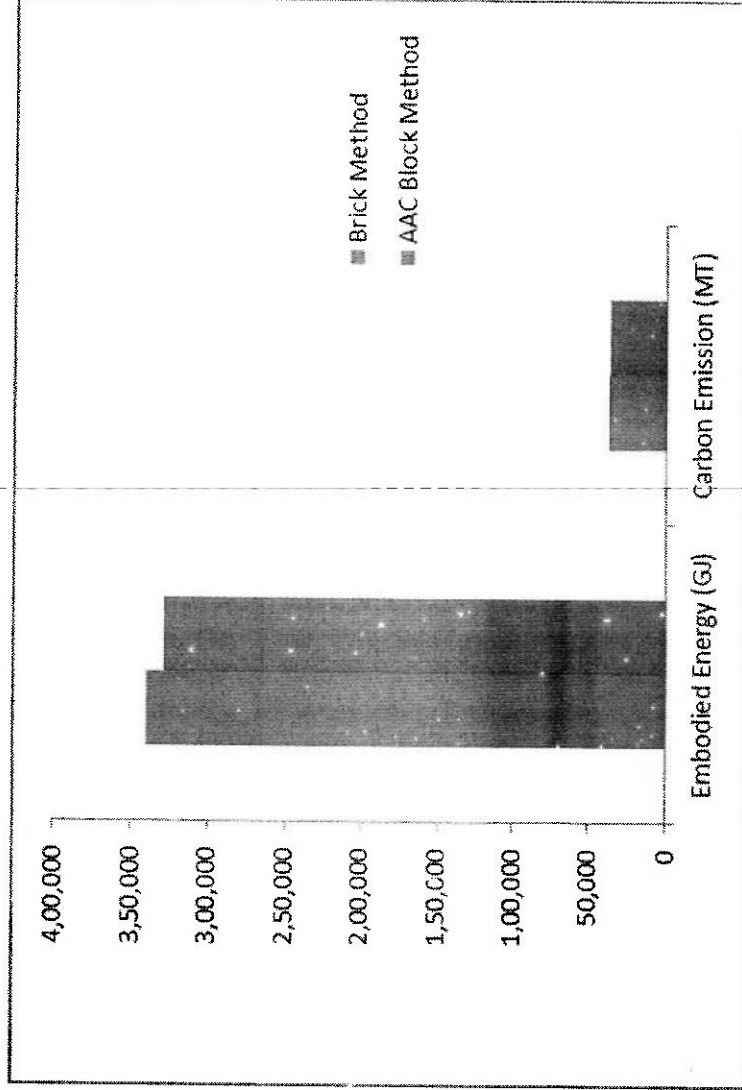 4,00,000
3,50,000
3,00,000
2,50,000
2,00,000
1,50,000
1,00,000
50,000
0
Embodied Energy (GJ)
Carbon Emission (MT)
Brick Method
AAC Block Method